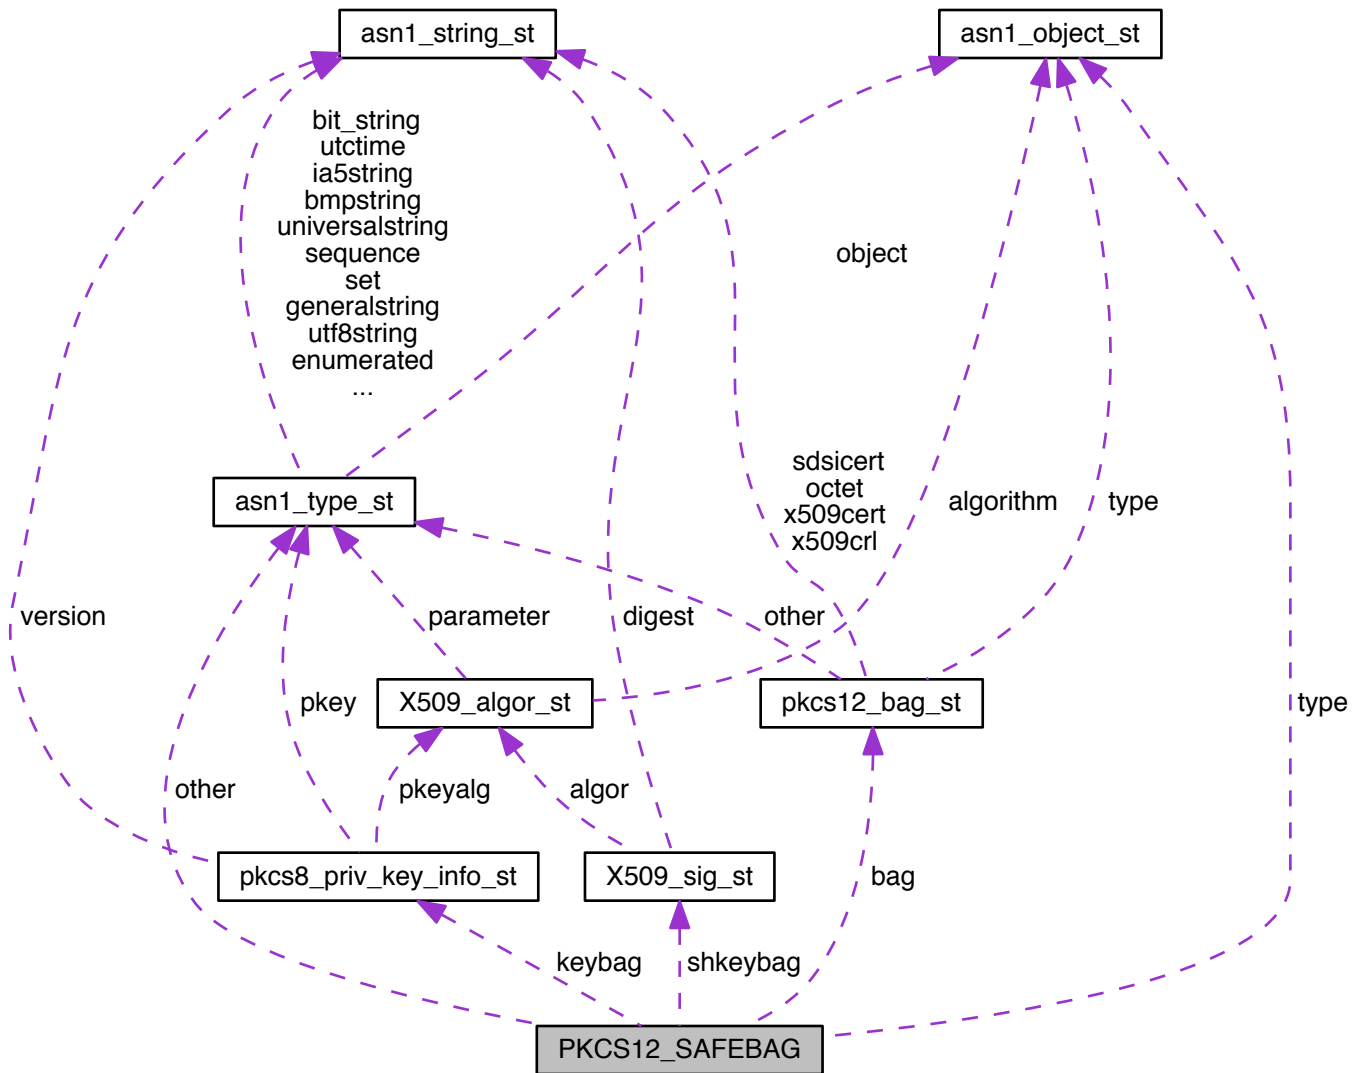 asn1_string_st
asn1_object_st
bit_string
utctime
ia5string
bmpstring
universalstring
sequence
set
generalstring
utf8string
enumerated
...
object
sdsicert
octet
x509cert
x509crl
asn1_type_st
algorithm
type
version
parameter
digest
other
pkey
X509_algor_st
pkcs12_bag_st
type
other
pkeyalg
algor
pkcs8_priv_key_info_st
X509_sig_st
bag
keybag
shkeybag
PKCS12_SAFEBAG